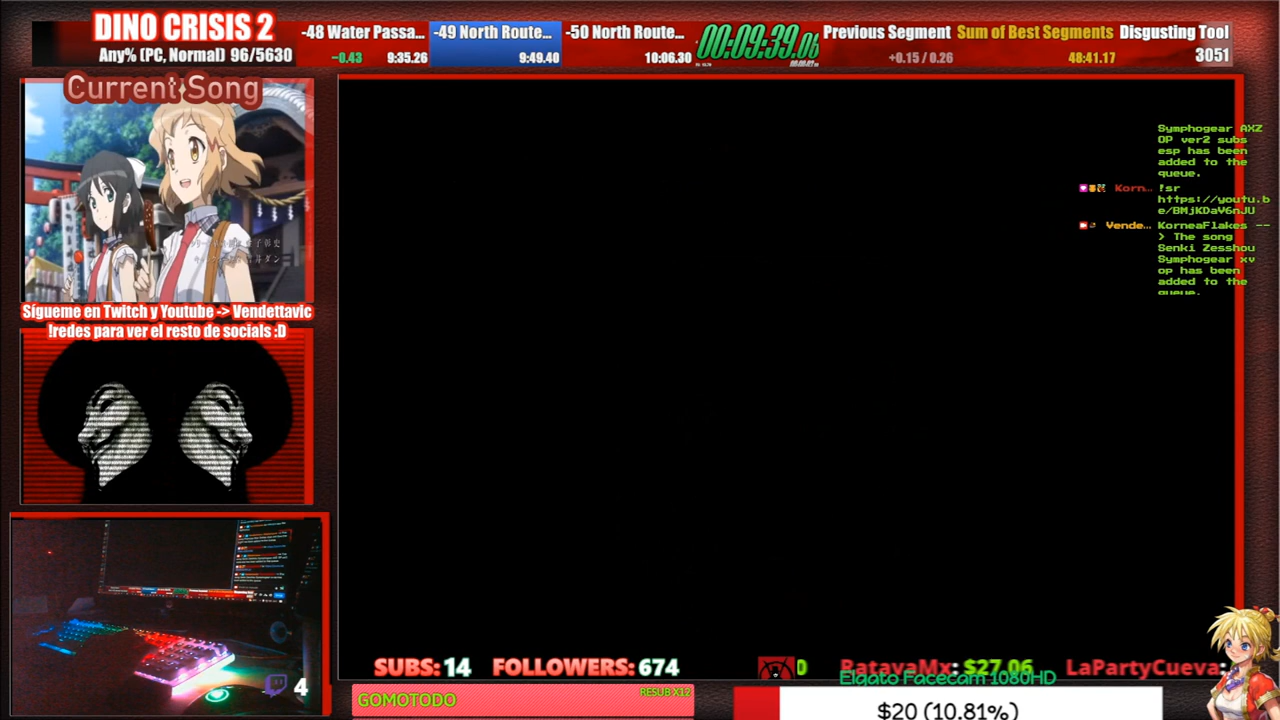 DINO CRISIS 2
Any% (PC, Normal) 96/5630
-48 Water Passa...
-0.43 9:35.26
-49 North Route...
9:49.40
-50 North Route...
10:06.30
00:09:39.06
Previous Segment
+0.15 / 0.26
Sum of Best Segments
48:41.17
Disgusting Tool
3051
Current Song
Sígueme en Twitch y Youtube -> Vendettavic
!redes para ver el resto de socials :D
Symphogear AXZ
OP ver2 subs
esp has been
added to the
queue.
Korn... !sr
https://youtu.b
e/BMjKDaV6nJU
Vende... KorneaFlakes --
> The song
Senki Zesshou
Symphogear xv
op has been
added to the
queue.
4
SUBS: 14 FOLLOWERS: 674
0 RatayaMx: $27.06 LaPartyCueva:
Elgato Facecam 1080HD
GOMOTODO RESUB X12
$20 (10.81%)